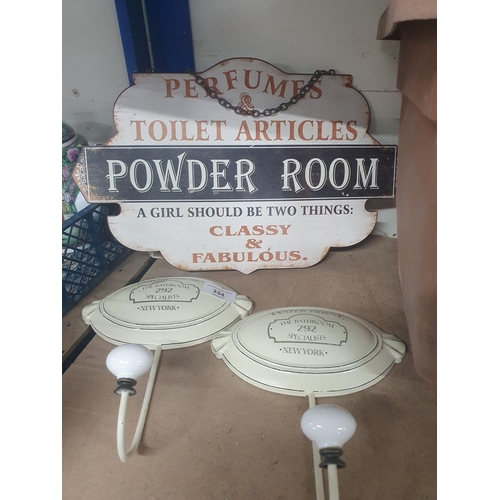 PERFUMES
&
TOILET ARTICLES
POWDER ROOM
A GIRL SHOULD BE TWO THINGS:
CLASSY
&
FABULOUS.
334
THE BATHROOM
292
SPECIALISTS
·NEW YORK·
THE BATHROOM
292
SPECIALISTS
·NEW YORK·